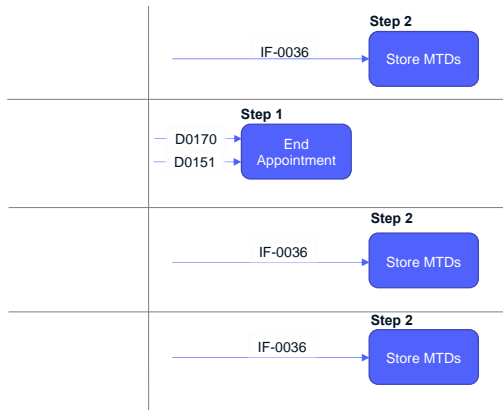 Step 2
IF-0036
Store MTDs
Step 1
D0170
D0151
End
Appointment
Step 2
IF-0036
Store MTDs
Step 2
IF-0036
Store MTDs